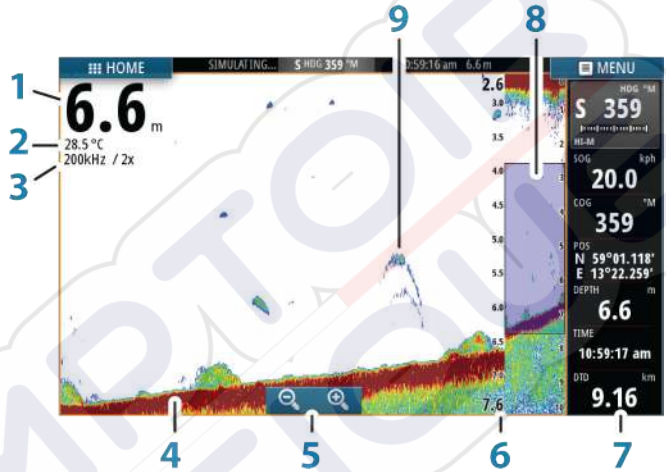 9 8
HOME SIMULATING... S HDG 359 °M 0:59:16 am 6.6 m MENU
1 6.6 m
2 28.5 °C
3 200kHz / 2x
2.6
3.0
3.5
4.0
4.5
5.0
5.5
6.0
6.5
7.0
7.6
HDG °M
S 359
HI-M
SOG kph
20.0
COG °M
359
POS
N 59°01.118'
E 13°22.259'
DEPTH m
6.6
TIME
10:59:17 am
DTD km
9.16
4 5 6 7